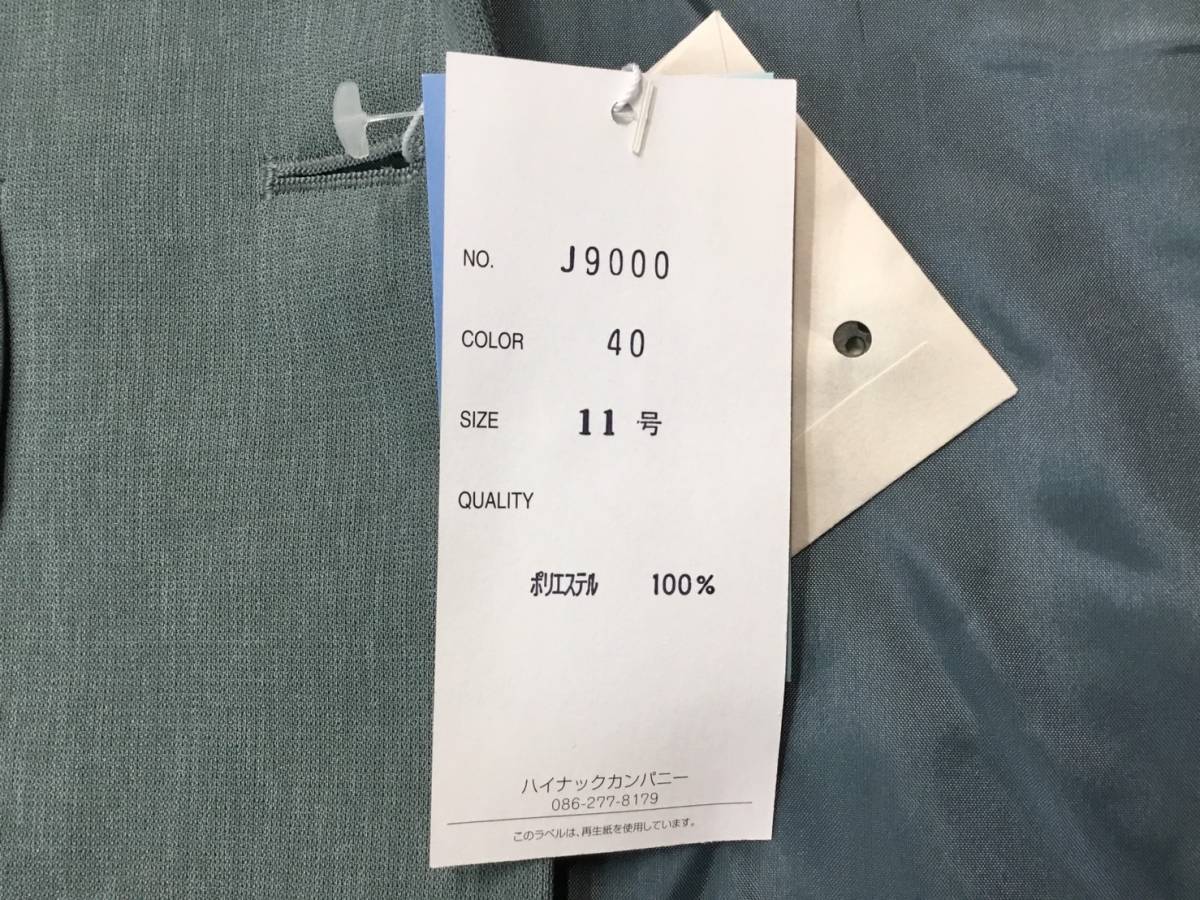 NO. J9000
COLOR 40
SIZE 11 号
QUALITY
ポリエステル 100%
ハイナックカンパニー
086-277-8179
このラベルは、再生紙を使用しています。